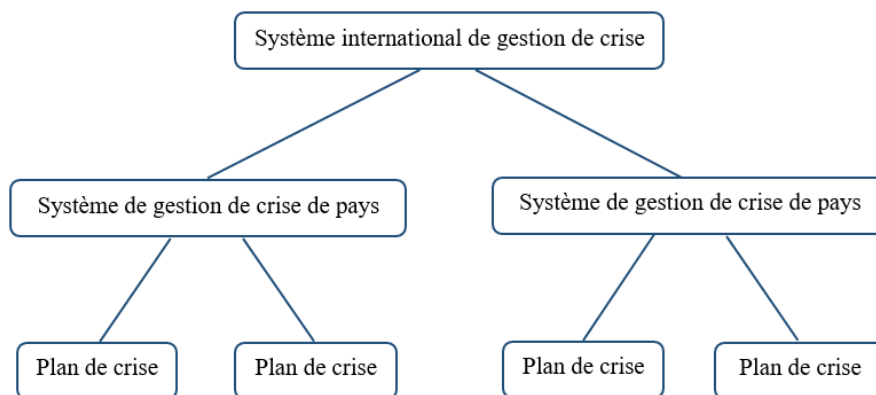 Système international de gestion de crise
Système de gestion de crise de pays
Système de gestion de crise de pays
Plan de crise
Plan de crise
Plan de crise
Plan de crise